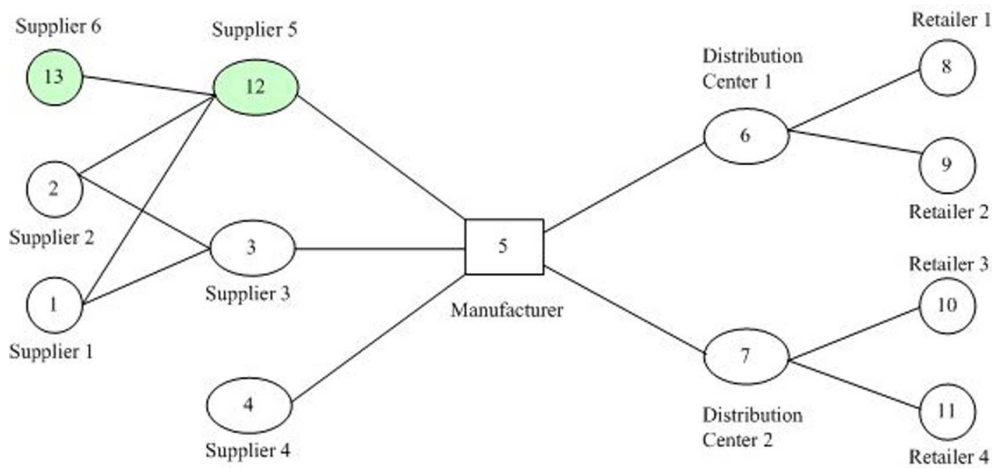 Supplier 6
13
Supplier 5
12
2
Supplier 2
1
Supplier 1
3
Supplier 3
4
Supplier 4
5
Manufacturer
Distribution
Center 1
6
7
Distribution
Center 2
Retailer 1
8
9
Retailer 2
Retailer 3
10
11
Retailer 4